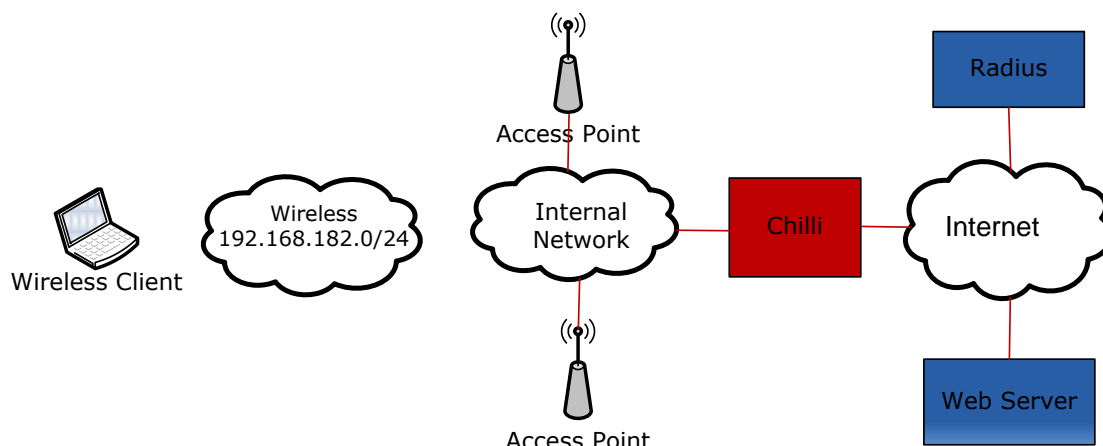 Radius
Access Point
Wireless
192.168.182.0/24
Internal
Network
Chilli
Internet
Wireless Client
Web Server
Access Point